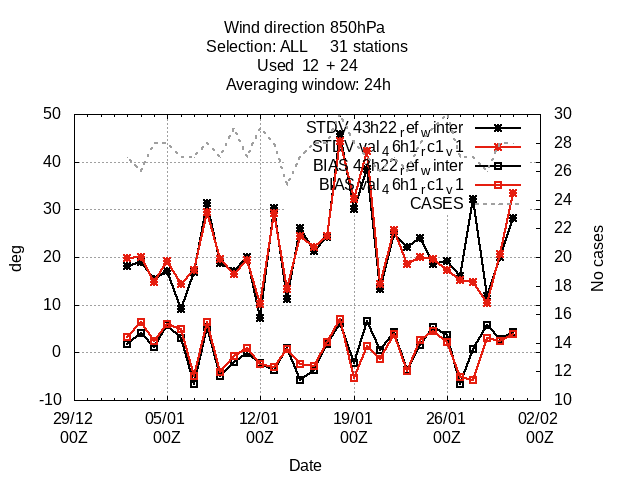 Wind direction 850hPa
Selection: ALL 31 stations
Used 12 + 24
Averaging window: 24h
STDV 43h22_ref_winter
STDV val_46h1_rc1_v1
BIAS 43h22_ref_winter
BIAS val_46h1_rc1_v1
CASES
deg
50
40
30
20
10
0
-10
No cases
30
28
26
24
22
20
18
16
14
12
10
29/12 05/01 12/01 19/01 26/01 02/02
00Z 00Z 00Z 00Z 00Z 00Z
Date